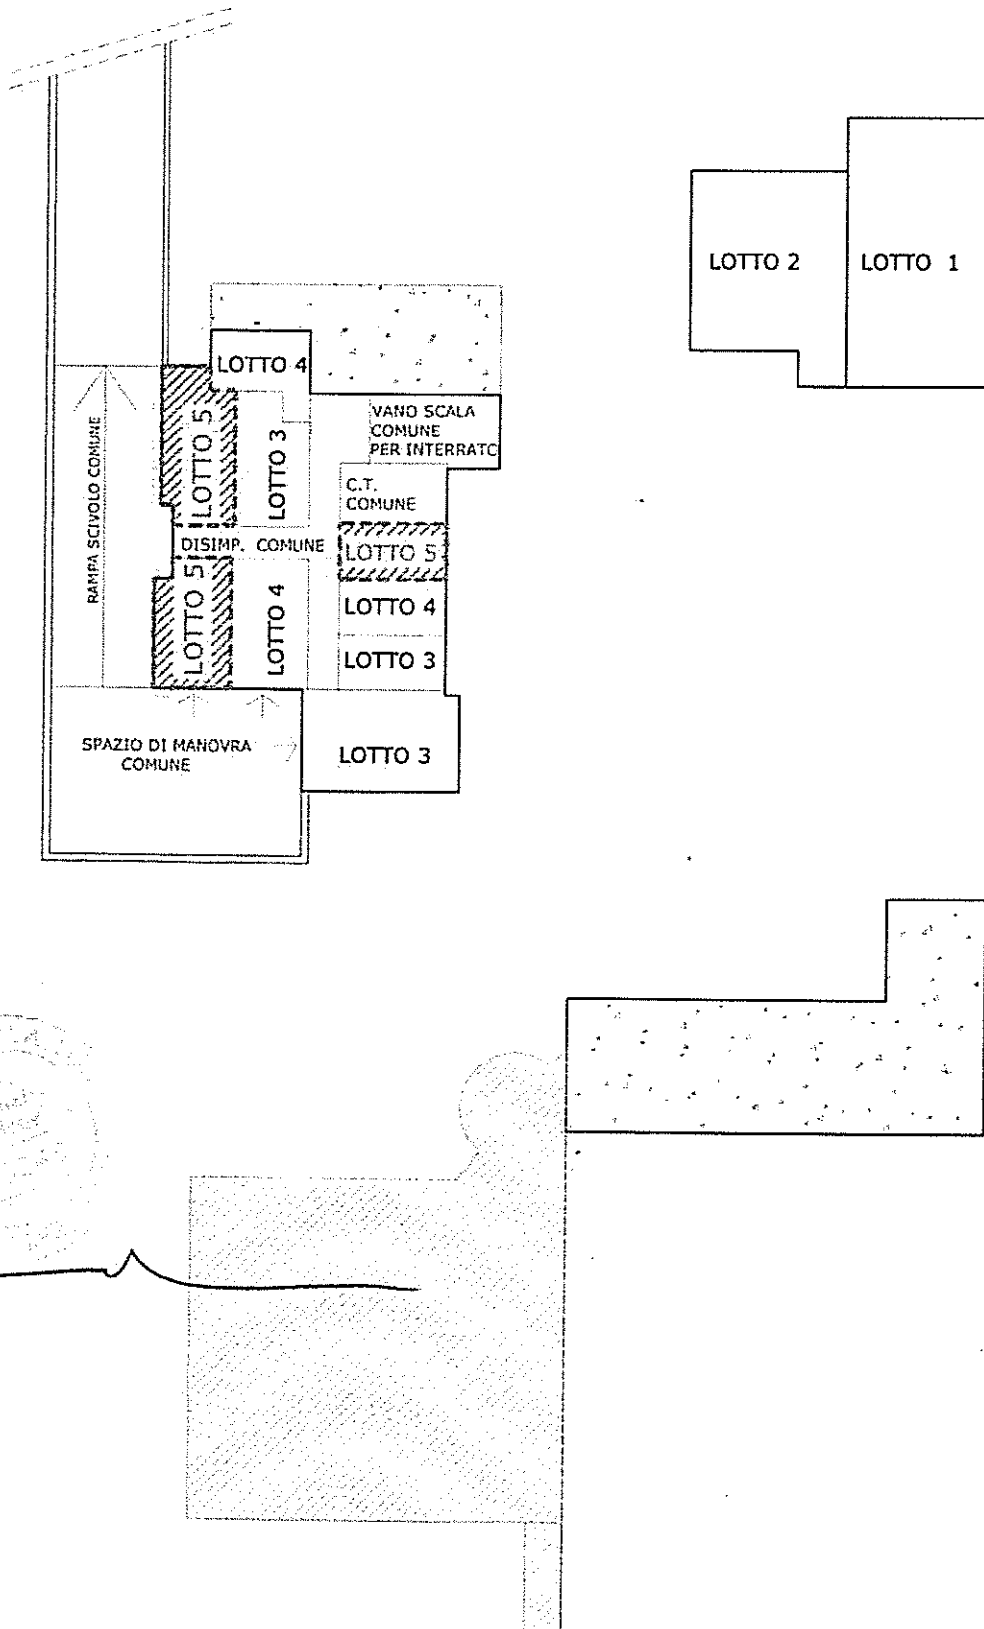 LOTTO 2
LOTTO 1
LOTTO 4
LOTTO 5
LOTTO 3
VANO SCALA
COMUNE
PER INTERRATO
C.T.
COMUNE
RAMPA SCIVOLO COMUNE
DISIMP. COMUNE
LOTTO 5
LOTTO 5
LOTTO 4
LOTTO 4
LOTTO 3
SPAZIO DI MANOVRA
COMUNE
LOTTO 3